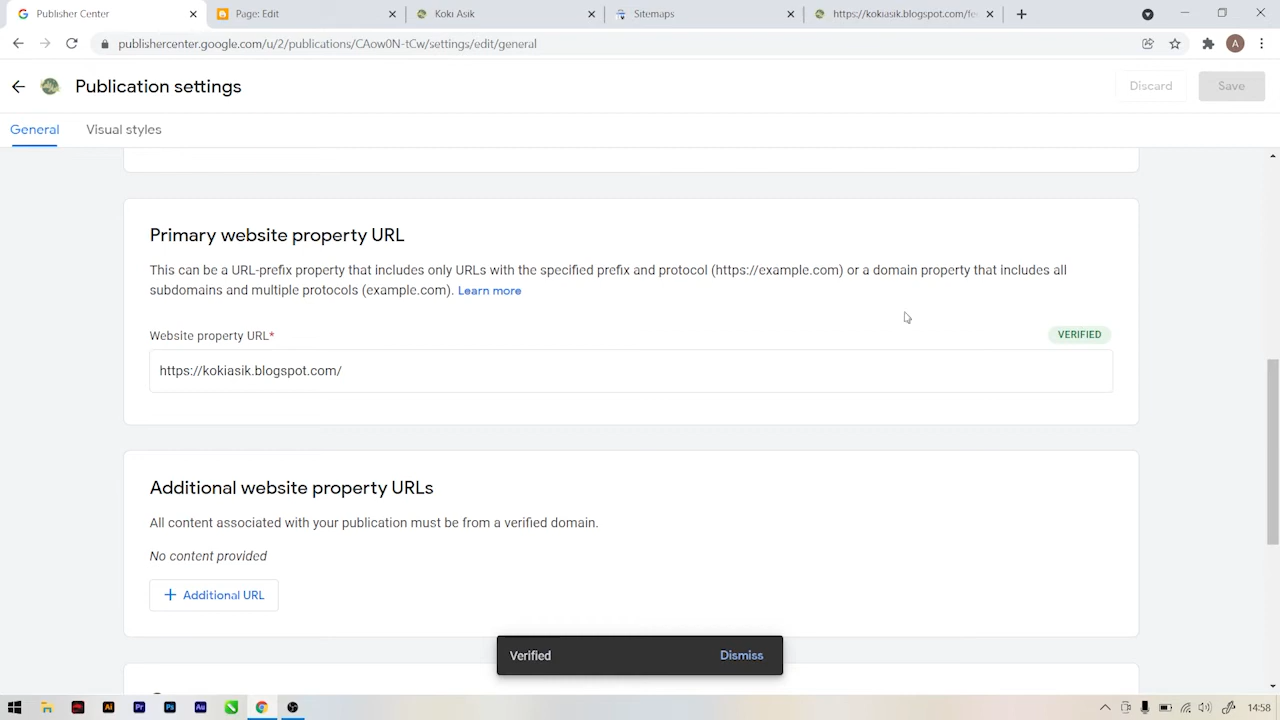 Publisher Center
Page: Edit
Koki Asik
Sitemaps
https://kokiasik.blogspot.com/fe
publishercenter.google.com/u/2/publications/CAow0N-tCw/settings/edit/general
A
Publication settings
Discard
Save
General
Visual styles
Primary website property URL
This can be a URL-prefix property that includes only URLs with the specified prefix and protocol (https://example.com) or a domain property that includes all
subdomains and multiple protocols (example.com). Learn more
Website property URL*
VERIFIED
https://kokiasik.blogspot.com/
Additional website property URLs
All content associated with your publication must be from a verified domain.
No content provided
+ Additional URL
Verified
Dismiss
Ai
Pr
Ps
Au
14:58